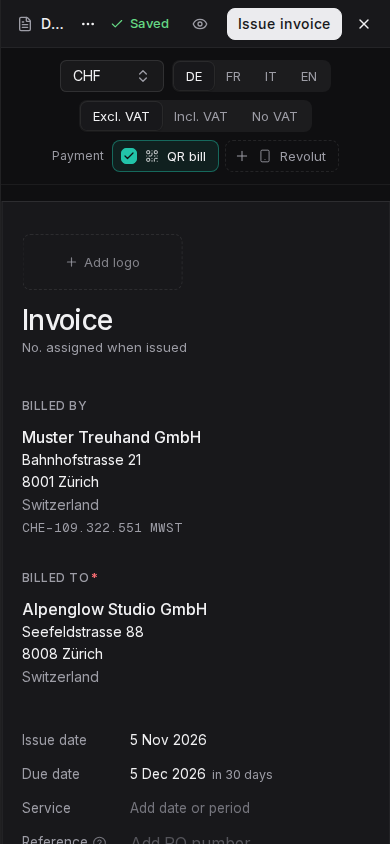 D... ... Saved Issue invoice
CHF DE FR IT EN
Excl. VAT Incl. VAT No VAT
Payment QR bill + Revolut
+ Add logo
Invoice
No. assigned when issued
BILLED BY
Muster Treuhand GmbH
Bahnhofstrasse 21
8001 Zürich
Switzerland
CHE-109.322.551 MWST
BILLED TO*
Alpenglow Studio GmbH
Seefeldstrasse 88
8008 Zürich
Switzerland
Issue date 5 Nov 2026
Due date 5 Dec 2026 in 30 days
Service Add date or period
Reference Add PO number